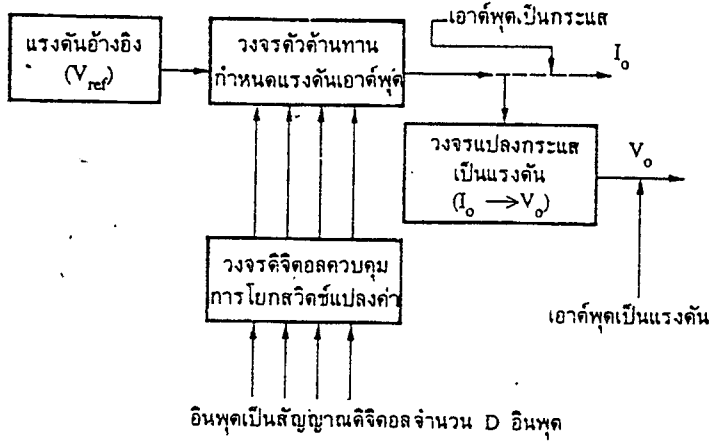 เอาต์พุตเป็นกระแส
แรงดันอ้างอิง
(V_ref)
วงจรตัวต้านทาน
กำหนดแรงดันเอาต์พุต
I_o
วงจรแปลงกระแส
เป็นแรงดัน
(I_o → V_o)
V_o
วงจรดิจิตอลควบคุม
การโยกสวิตช์แปลงค่า
เอาต์พุตเป็นแรงดัน
อินพุตเป็นสัญญาณดิจิตอลจำนวน D อินพุต